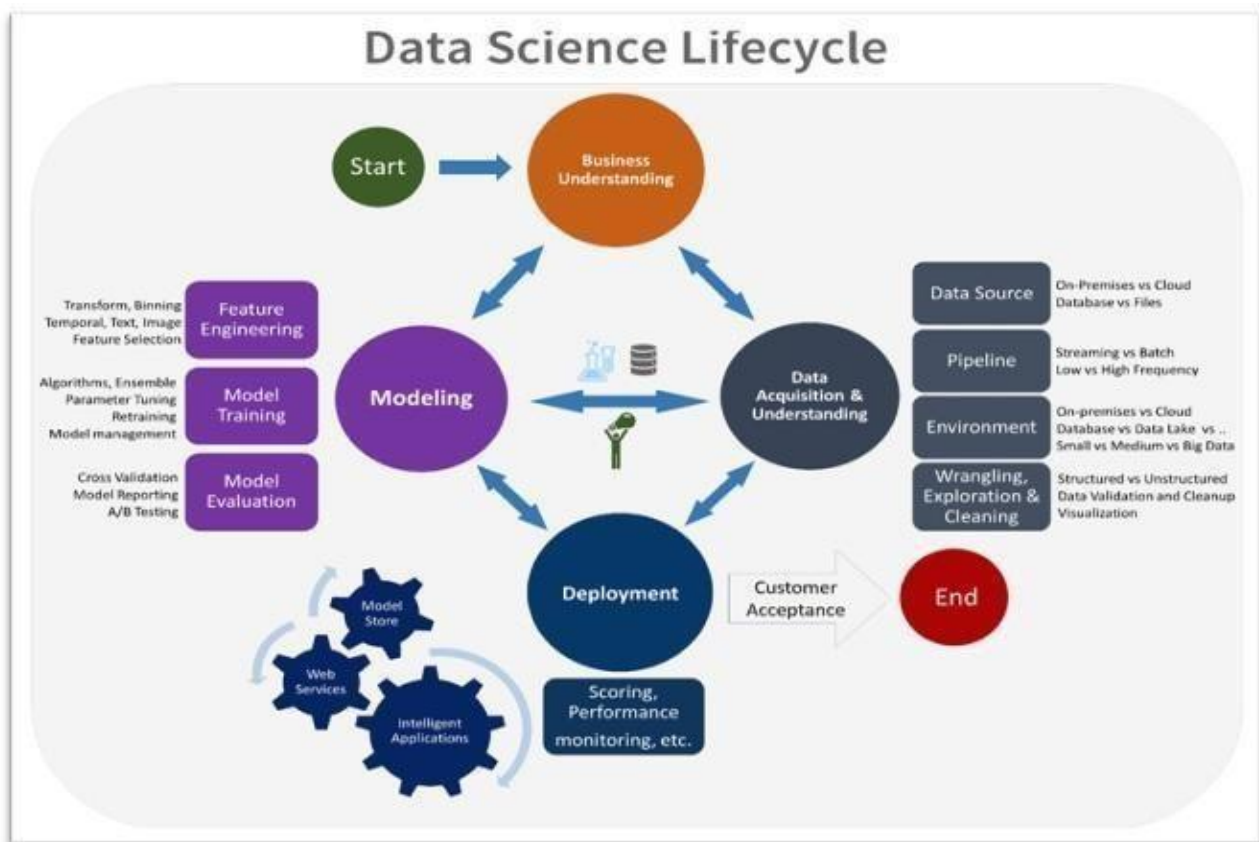 Data Science Lifecycle
Start
Business
Understanding
Transform, Binning
Temporal, Text, Image
Feature Selection
Feature
Engineering
Algorithms, Ensemble
Parameter Tuning
Retraining
Model management
Model
Training
Cross Validation
Model Reporting
A/B Testing
Model
Evaluation
Modeling
Data
Acquisition &
Understanding
Data Source
On-Premises vs Cloud
Database vs Files
Pipeline
Streaming vs Batch
Low vs High Frequency
Environment
On-premises vs Cloud
Database vs Data Lake vs ..
Small vs Medium vs Big Data
Wrangling,
Exploration &
Cleaning
Structured vs Unstructured
Data Validation and Cleanup
Visualization
Deployment
Customer
Acceptance
End
Model
Store
Web
Services
Intelligent
Applications
Scoring,
Performance
monitoring, etc.